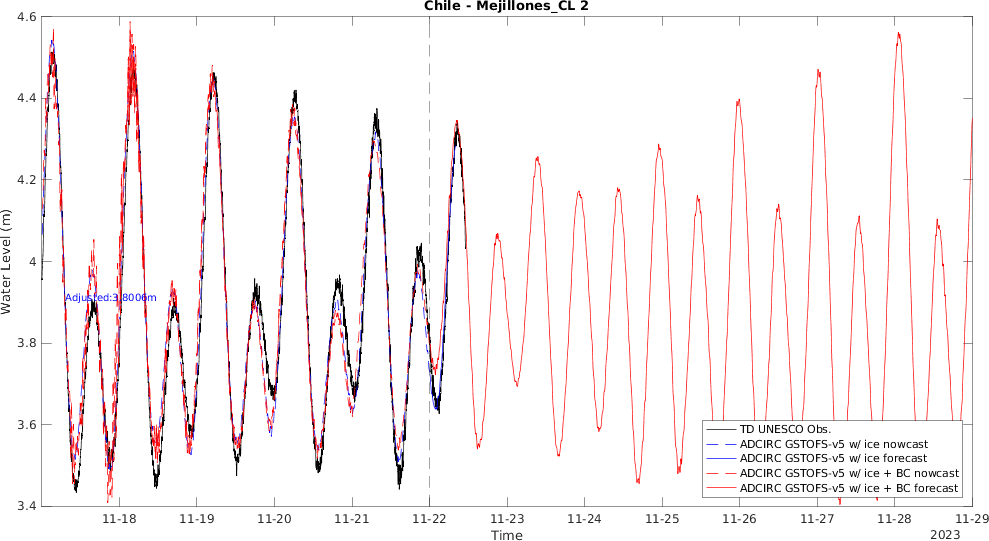 Chile - Mejillones_CL 2
4.6
4.4
4.2
4
3.8
3.6
3.4
Water Level (m)
Adjusted:3.8006m
TD UNESCO Obs.
ADCIRC GSTOFS-v5 w/ ice nowcast
ADCIRC GSTOFS-v5 w/ ice forecast
ADCIRC GSTOFS-v5 w/ ice + BC nowcast
ADCIRC GSTOFS-v5 w/ ice + BC forecast
11-18 11-19 11-20 11-21 11-22 11-23 11-24 11-25 11-26 11-27 11-28 11-29
Time
2023